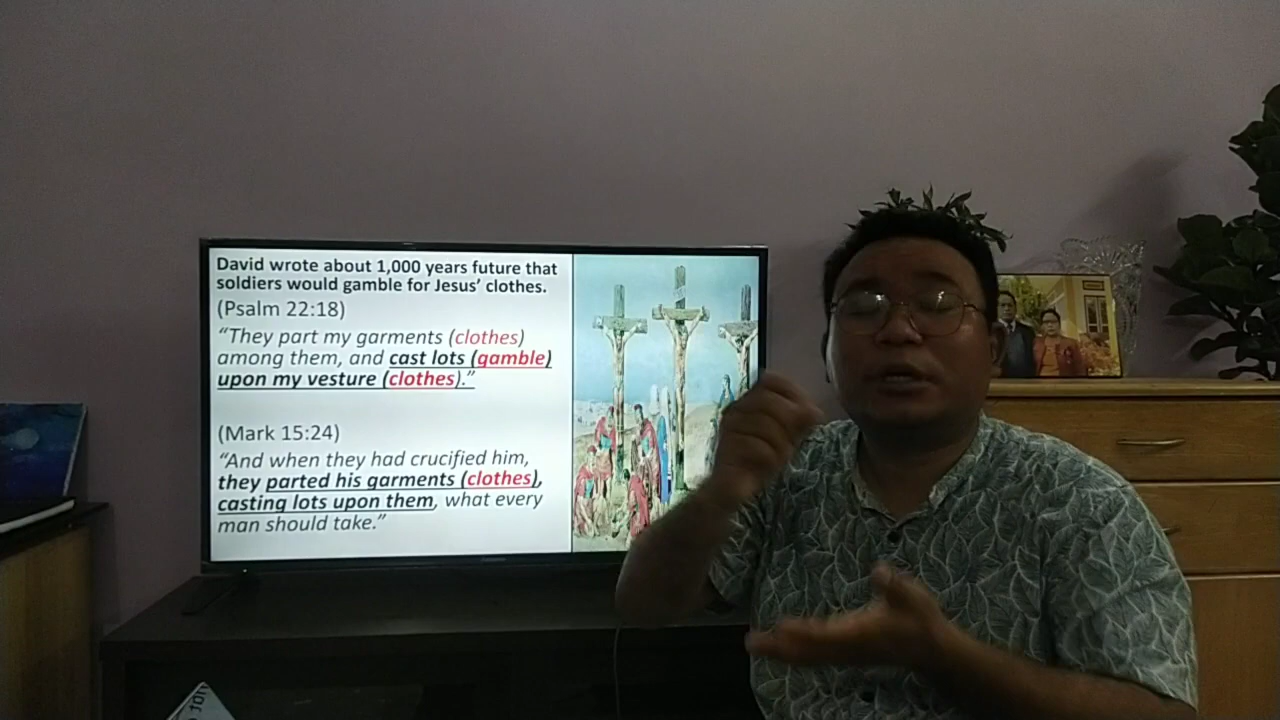 David wrote about 1,000 years future that
soldiers would gamble for Jesus’ clothes.
(Psalm 22:18)
“They part my garments (clothes)
among them, and cast lots (gamble)
upon my vesture (clothes).”
(Mark 15:24)
“And when they had crucified him,
they parted his garments (clothes),
casting lots upon them, what every
man should take.”